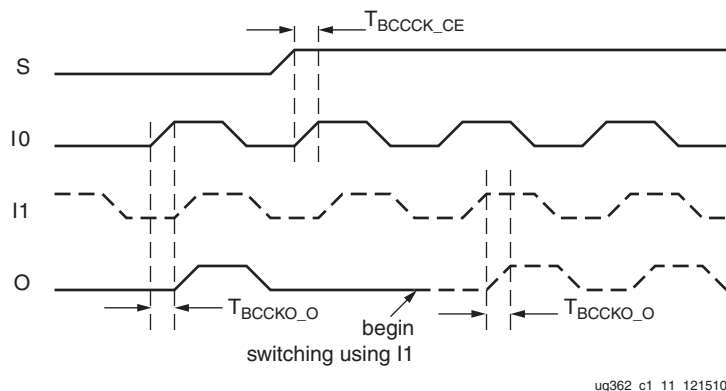 TBCCCK_CE
S
I0
I1
O
TBCCKO_O
begin
switching using I1
TBCCKO_O
ug362_c1_11_121510